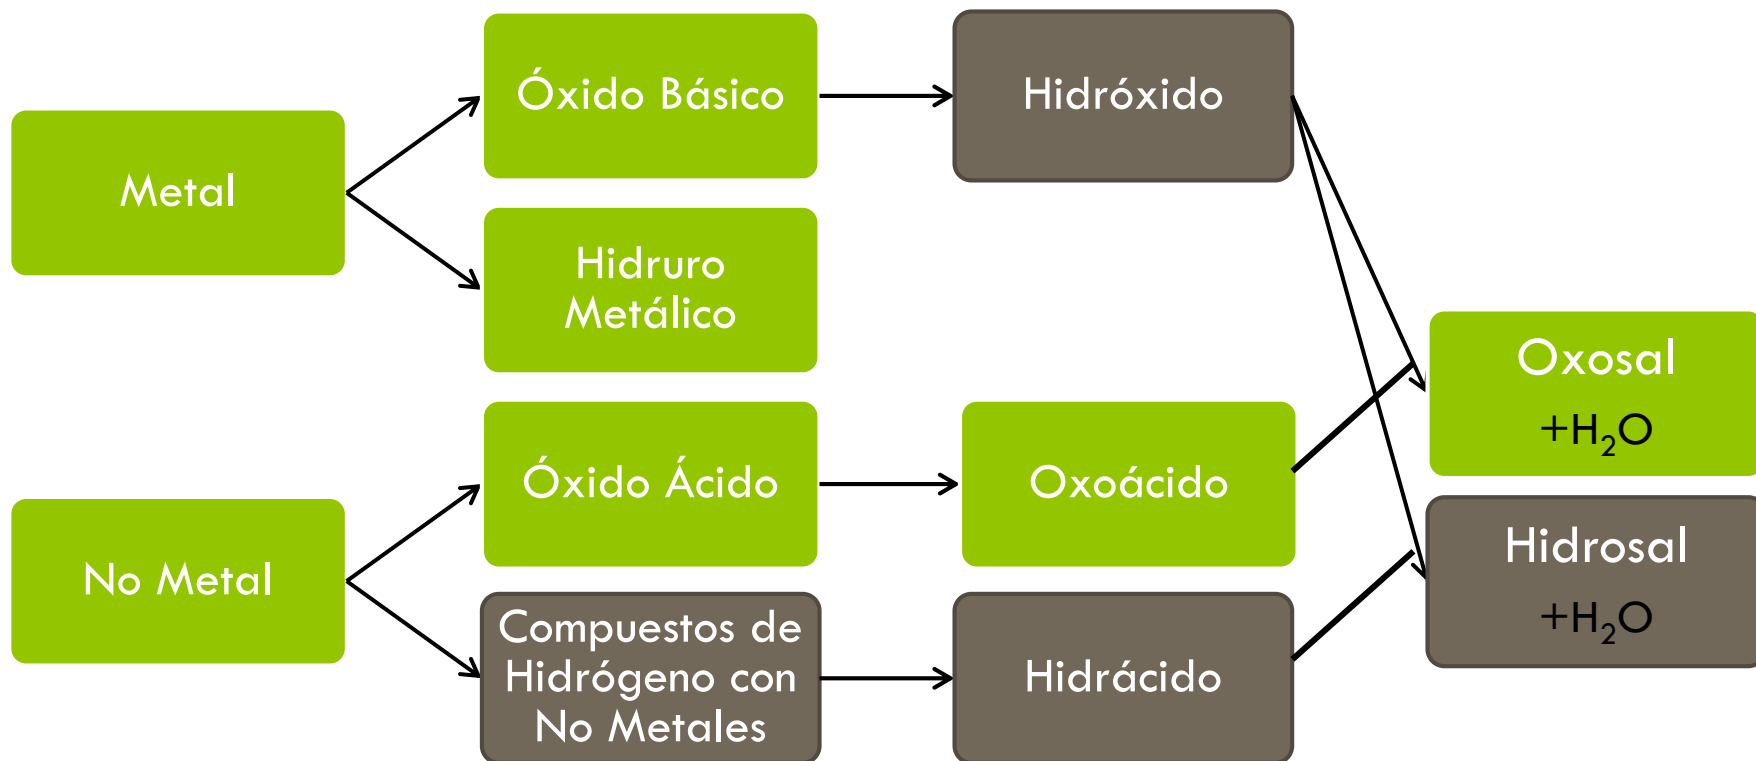 Metal
Óxido Básico
Hidróxido
Hidruro
Metálico
No Metal
Óxido Ácido
Oxoácido
Compuestos de
Hidrógeno con
No Metales
Hidrácido
Oxosal
+H₂O
Hidrosal
+H₂O